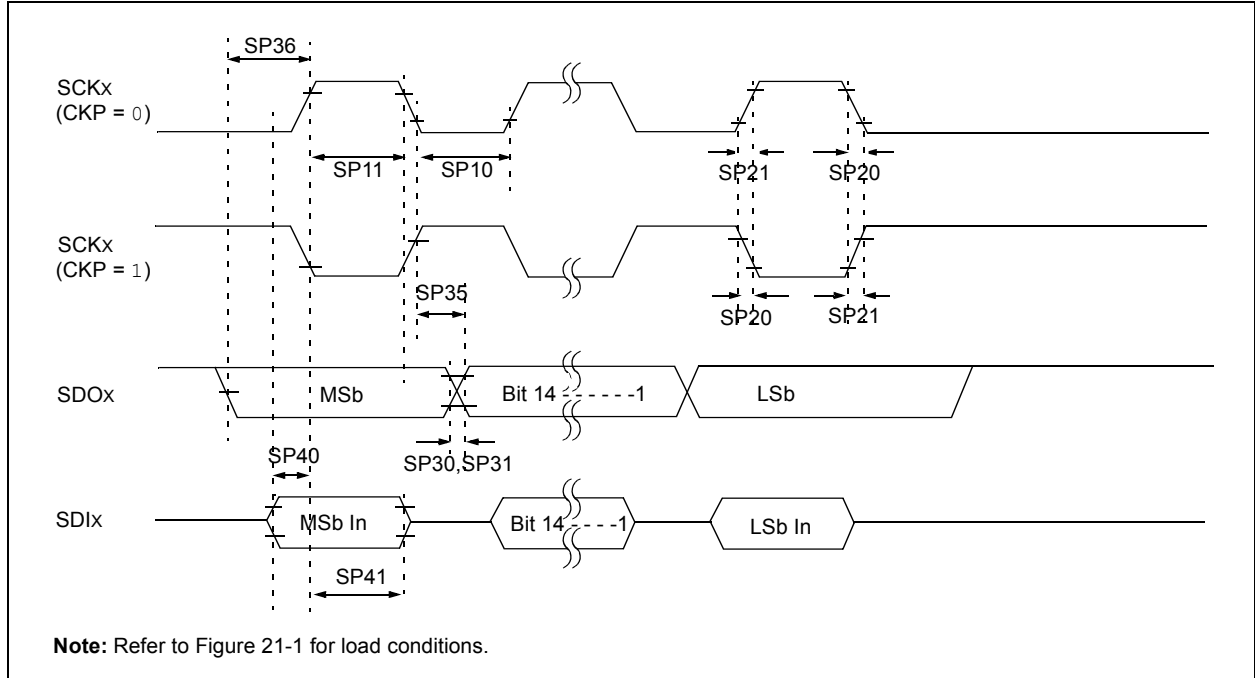 SP36
SCKx
(CKP = 0)
SP11
SP10
SP21
SP20
SCKx
(CKP = 1)
SP35
SP20
SP21
SDOx
MSb
Bit 14 - - - - - -1
LSb
SP40
SP30,SP31
SDIx
MSb In
Bit 14 - - - -1
LSb In
SP41
Note: Refer to Figure 21-1 for load conditions.